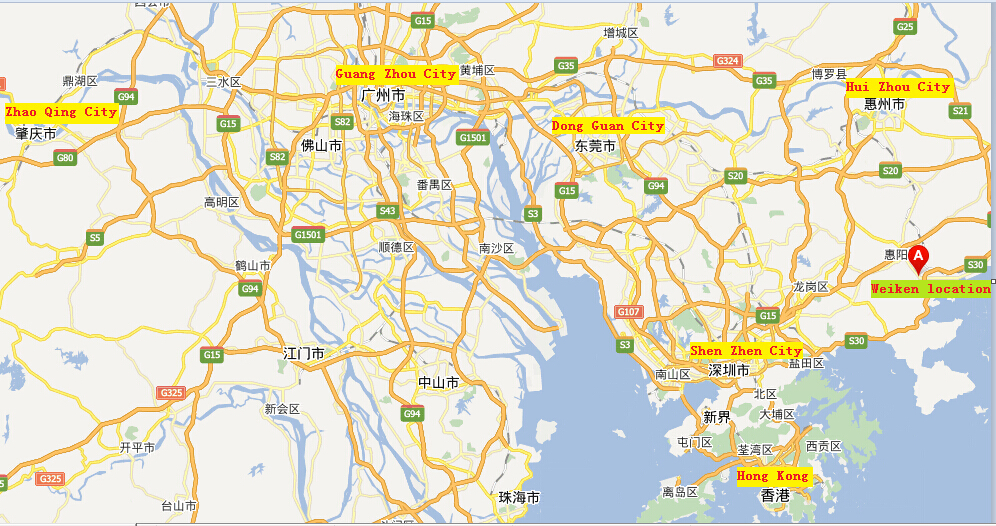 四会市
G15
增城区
G25
鼎湖区
三水区
Guang Zhou City
黄埔区
G35
G324
G35
博罗县
Hui Zhou City
G94
广州市
惠州市
Zhao Qing City
肇庆市
G15
S82
海珠区
Dong Guan City
S21
佛山市
G1501
东莞市
G80
S82
番禺区
G15
G94
S20
S20
高明区
S43
S3
S5
G1501
顺德区
南沙区
惠阳
A
鹤山市
S30
G94
龙岗区
Weiken location
G107
G15
江门市
G15
S3
Shen Zhen City
S30
盐田区
中山市
南山区
深圳市
G325
新会区
G94
北区
新界
大埔区
开平市
屯门区
荃湾区
西贡区
G325
Hong Kong
离岛区
香港
珠海市
台山市
斗门区